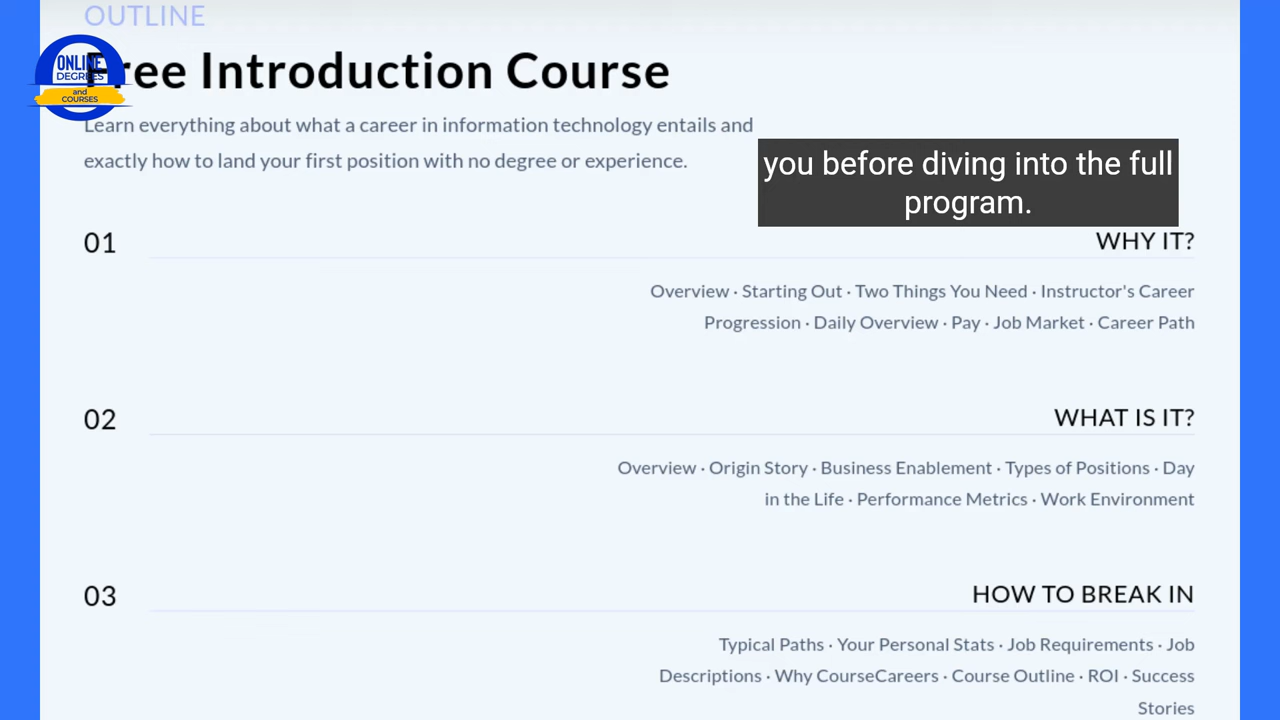 OUTLINE
ONLINE
DEGREES
and
COURSES
Free Introduction Course
Learn everything about what a career in information technology entails and
exactly how to land your first position with no degree or experience.
you before diving into the full
program.
01
WHY IT?
Overview · Starting Out · Two Things You Need · Instructor's Career
Progression · Daily Overview · Pay · Job Market · Career Path
02
WHAT IS IT?
Overview · Origin Story · Business Enablement · Types of Positions · Day
in the Life · Performance Metrics · Work Environment
03
HOW TO BREAK IN
Typical Paths · Your Personal Stats · Job Requirements · Job
Descriptions · Why CourseCareers · Course Outline · ROI · Success
Stories